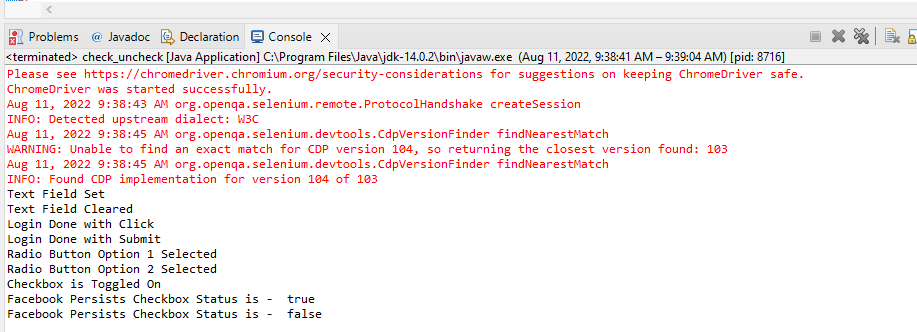 Problems @ Javadoc Declaration Console
<terminated> check_uncheck [Java Application] C:\Program Files\Java\jdk-14.0.2\bin\javaw.exe (Aug 11, 2022, 9:38:41 AM – 9:39:04 AM) [pid: 8716]
Please see https://chromedriver.chromium.org/security-considerations for suggestions on keeping ChromeDriver safe.
ChromeDriver was started successfully.
Aug 11, 2022 9:38:43 AM org.openqa.selenium.remote.ProtocolHandshake createSession
INFO: Detected upstream dialect: W3C
Aug 11, 2022 9:38:45 AM org.openqa.selenium.devtools.CdpVersionFinder findNearestMatch
WARNING: Unable to find an exact match for CDP version 104, so returning the closest version found: 103
Aug 11, 2022 9:38:45 AM org.openqa.selenium.devtools.CdpVersionFinder findNearestMatch
INFO: Found CDP implementation for version 104 of 103
Text Field Set
Text Field Cleared
Login Done with Click
Login Done with Submit
Radio Button Option 1 Selected
Radio Button Option 2 Selected
Checkbox is Toggled On
Facebook Persists Checkbox Status is -  true
Facebook Persists Checkbox Status is -  false